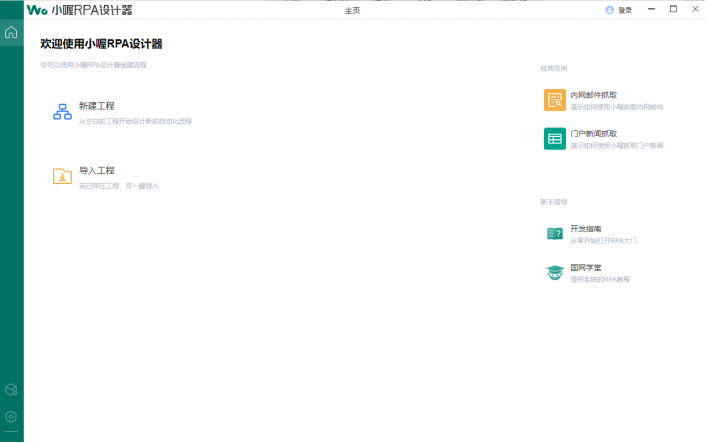 Wo 小喔RPA设计器
主页
登录
欢迎使用小喔RPA设计器
你可以使用小喔RPA设计器创建流程
新建工程
从空白的工程开始设计新的自动化流程
导入工程
若已存在工程，可一键导入
经典范例
内网邮件抓取
演示如何使用小喔收取内网邮件
门户新闻抓取
演示如何使用小喔抓取门户新闻
新手指导
开发指南
从零开始打开RPA大门
国网学堂
提供系统的RPA教程